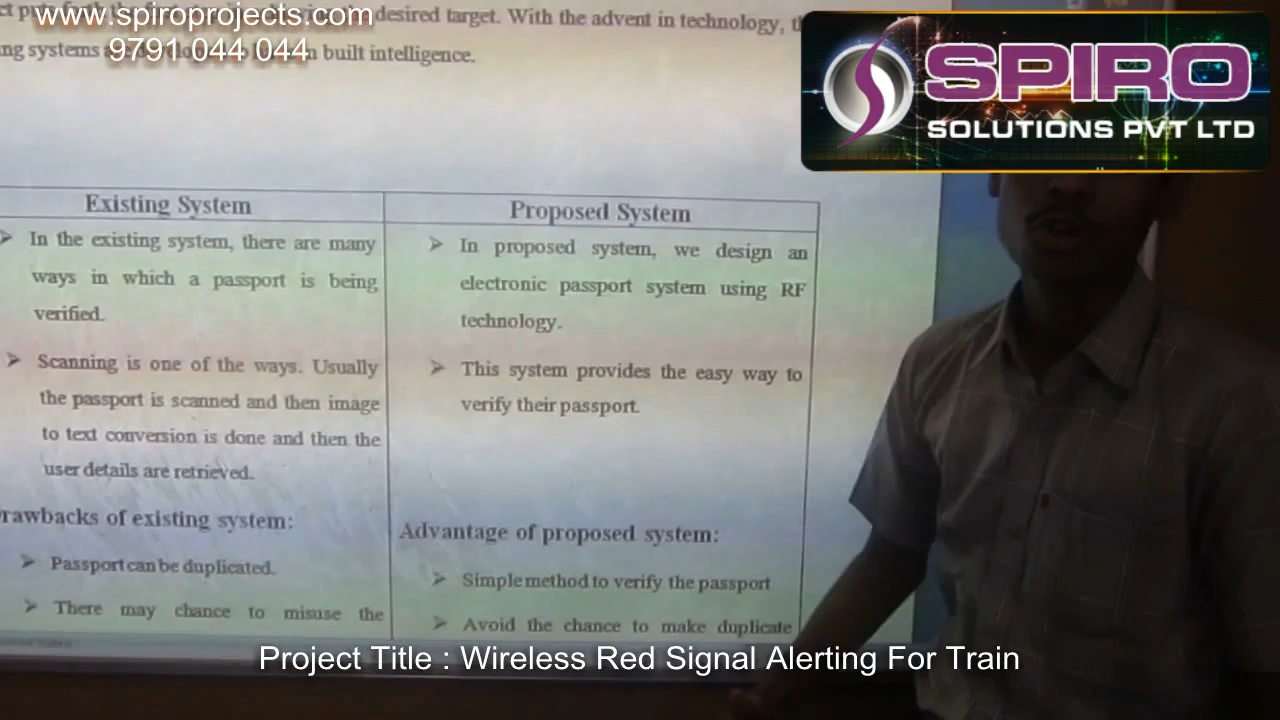 www.spiroprojects.com
9791 044 044
desired target. With the advent in technology,
ing systems
built intelligence.
SPIRO
SOLUTIONS PVT LTD
Existing System
In the existing system, there are many
ways in which a passport is being
verified.
Scanning is one of the ways. Usually
the passport is scanned and then image
to text conversion is done and then the
user details are retrieved.
rawbacks of existing system:
Passport can be duplicated.
There may chance to misuse the
Proposed System
In proposed system, we design an
electronic passport system using RF
technology.
This system provides the easy way to
verify their passport.
Advantage of proposed system:
Simple method to verify the passport
Avoid the chance to make duplicate
Project Title : Wireless Red Signal Alerting For Train